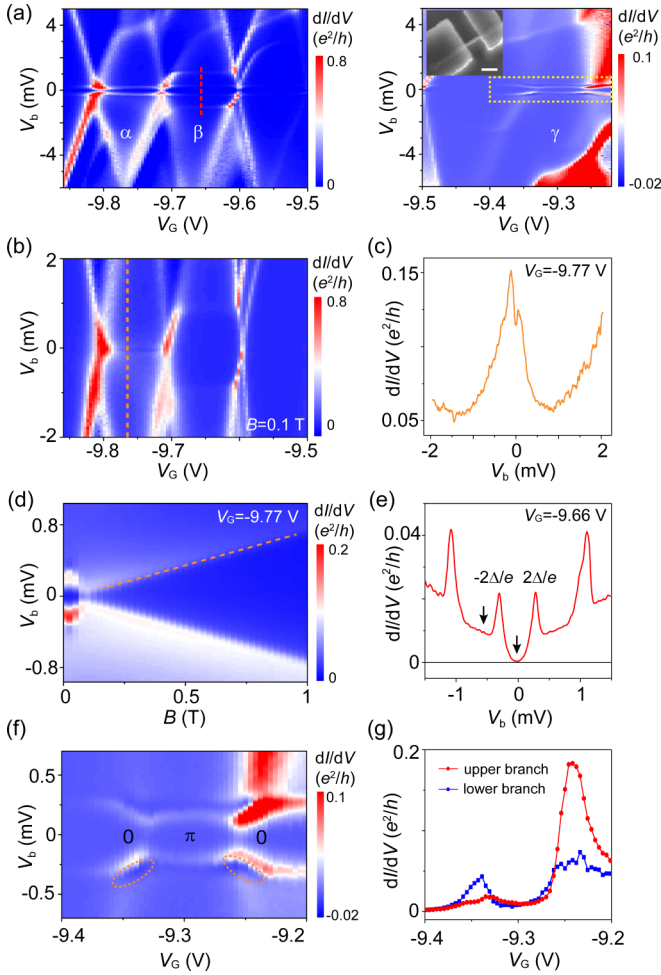 (a)
dI/dV
(e²/h)
0.8
0
V_b (mV)
4
0
-4
α
β
-9.8
-9.7
-9.6
-9.5
V_G (V)
dI/dV
(e²/h)
0.1
-0.02
V_b (mV)
4
0
-4
γ
-9.5
-9.4
-9.3
V_G (V)
(b)
dI/dV
(e²/h)
0.8
0
V_b (mV)
2
0
-2
B=0.1 T
-9.8
-9.7
-9.6
-9.5
V_G (V)
(c)
V_G=-9.77 V
dI/dV (e²/h)
0.15
0.05
-2
-1
0
1
2
V_b (mV)
(d)
V_G=-9.77 V
dI/dV
(e²/h)
0.2
0
V_b (mV)
0.8
0
-0.8
0
0.5
1
B (T)
(e)
V_G=-9.66 V
dI/dV (e²/h)
0.04
0
-2Δ/e
2Δ/e
-1
0
1
V_b (mV)
(f)
dI/dV
(e²/h)
0.1
-0.02
V_b (mV)
0.5
0
-0.5
0
π
0
-9.4
-9.3
-9.2
V_G (V)
(g)
dI/dV (e²/h)
0.2
0
upper branch
lower branch
-9.4
-9.3
-9.2
V_G (V)